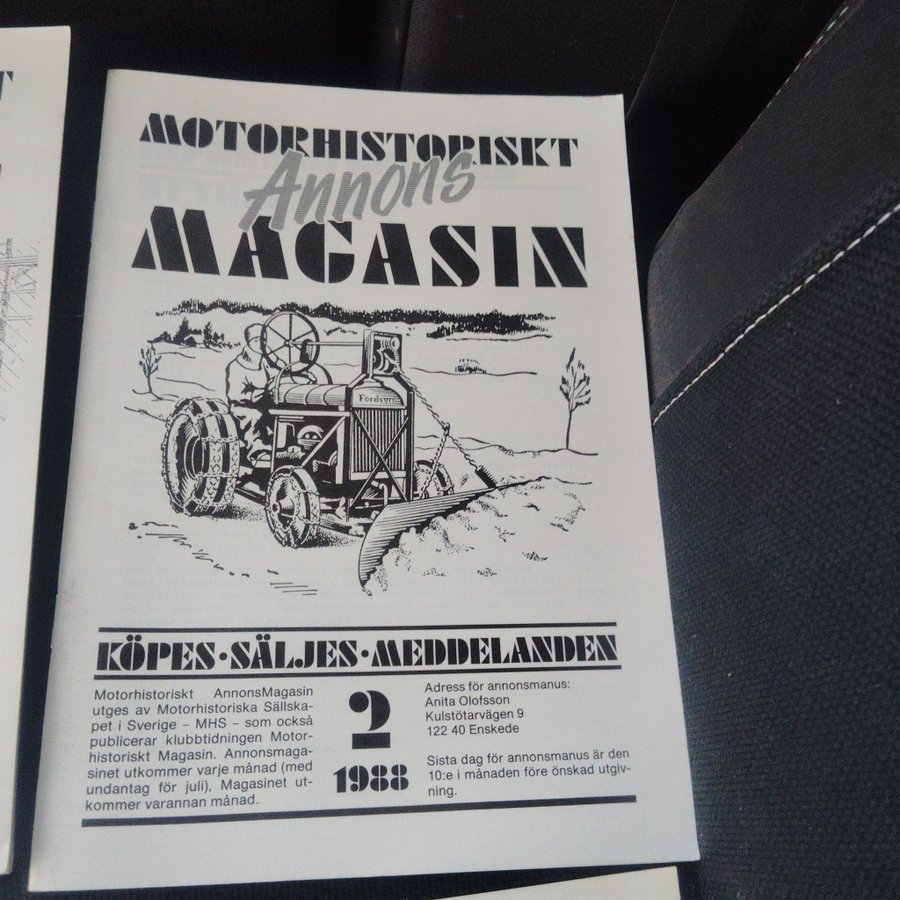 T
MOTORHISTORISKT
Annons
MAGASIN
Fordson
KÖPES·SÄLJES·MEDDELANDEN
Motorhistoriskt AnnonsMagasin
utges av Motorhistoriska Sällska-
pet i Sverige – MHS – som också
publicerar klubbtidningen Motor-
historiskt Magasin. Annonsmaga-
sinet utkommer varje månad (med
undantag för juli), Magasinet ut-
kommer varannan månad.
2
1988
Adress för annonsmanus:
Anita Olofsson
Kulstötarvägen 9
122 40 Enskede
Sista dag för annonsmanus är den
10:e i månaden före önskad utgiv-
ning.